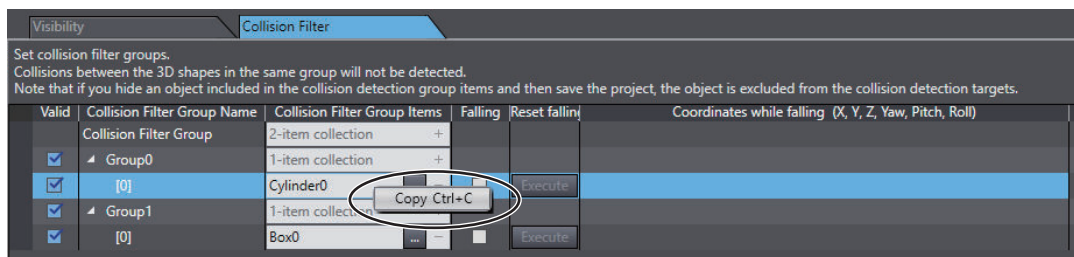 Visibility Collision Filter
Set collision filter groups.
Collisions between the 3D shapes in the same group will not be detected.
Note that if you hide an object included in the collision detection group items and then save the project, the object is excluded from the collision detection targets.
Valid Collision Filter Group Name Collision Filter Group Items Falling Reset falling Coordinates while falling (X, Y, Z, Yaw, Pitch, Roll)
Collision Filter Group 2-item collection +
Group0 1-item collection +
[0] Cylinder0 Execute
Copy Ctrl+C
Group1 1-item collection
[0] Box0 ... − Execute